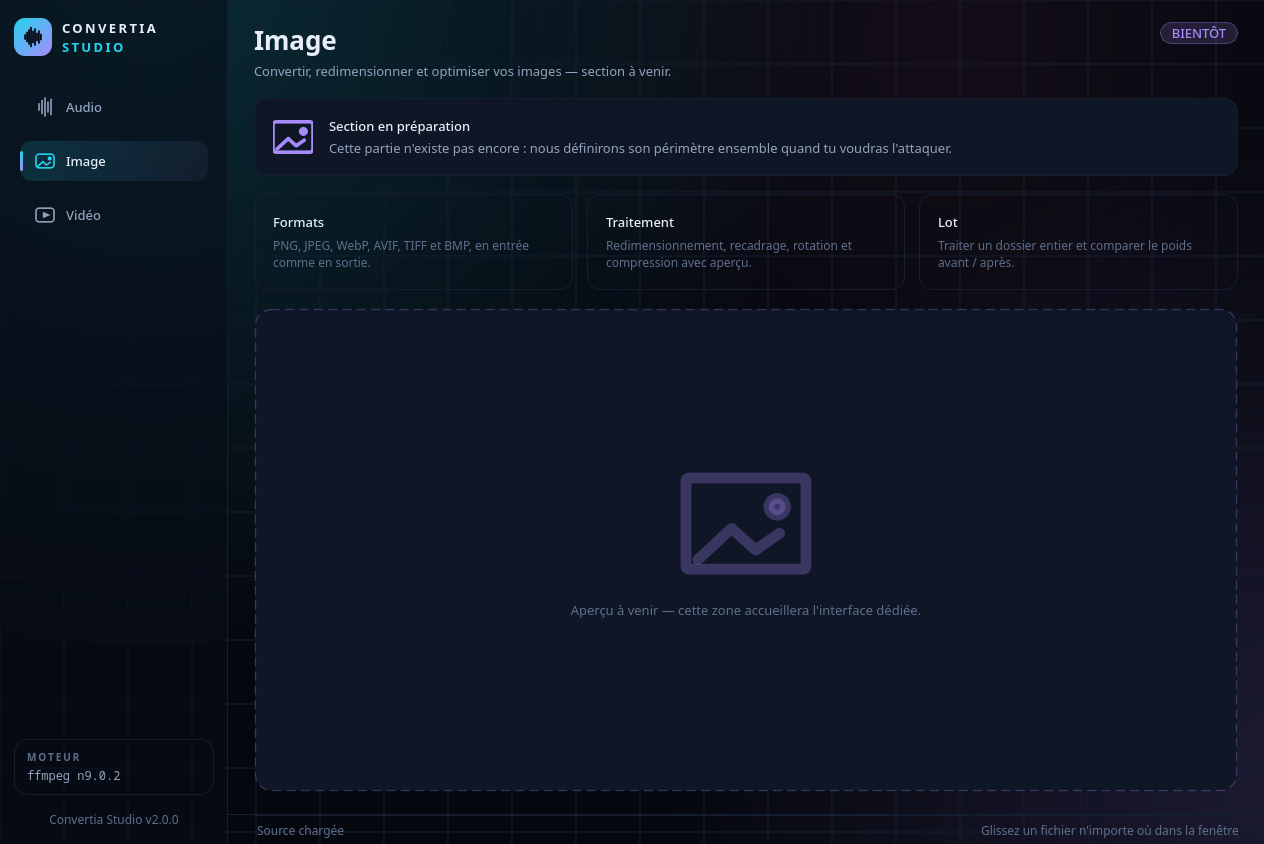 CONVERTIA
STUDIO
Audio
Image
Vidéo
MOTEUR
ffmpeg n9.0.2
Convertia Studio v2.0.0
Image
BIENTÔT
Convertir, redimensionner et optimiser vos images — section à venir.
Section en préparation
Cette partie n'existe pas encore : nous définirons son périmètre ensemble quand tu voudras l'attaquer.
Formats
PNG, JPEG, WebP, AVIF, TIFF et BMP, en entrée
comme en sortie.
Traitement
Redimensionnement, recadrage, rotation et
compression avec aperçu.
Lot
Traiter un dossier entier et comparer le poids
avant / après.
Aperçu à venir — cette zone accueillera l'interface dédiée.
Source chargée
Glissez un fichier n'importe où dans la fenêtre